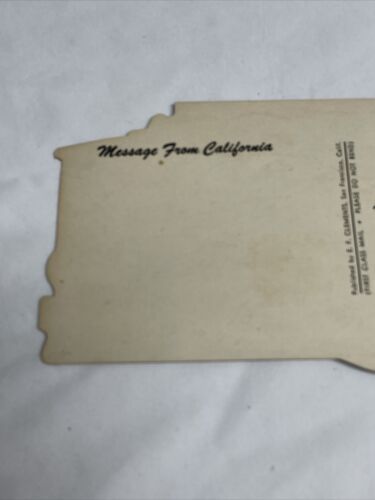 Message From California
Published by E. F. CLEMENTS, San Francisco, Calif.
(FIRST CLASS MAIL • PLEASE DO NOT BEND)